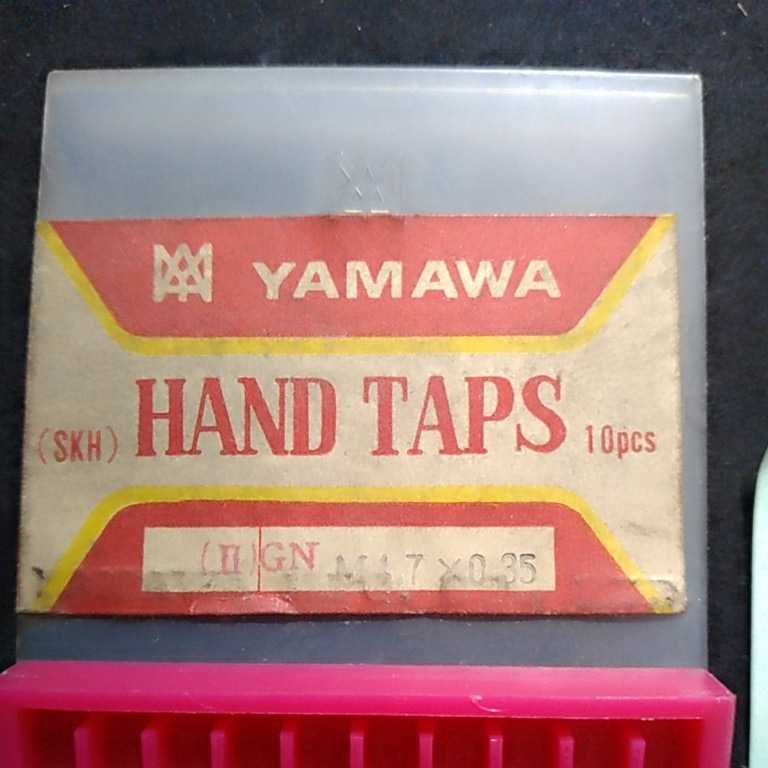 YAMAWA
(SKH) HAND TAPS 10pcs
(II)GN M1.7×0.35